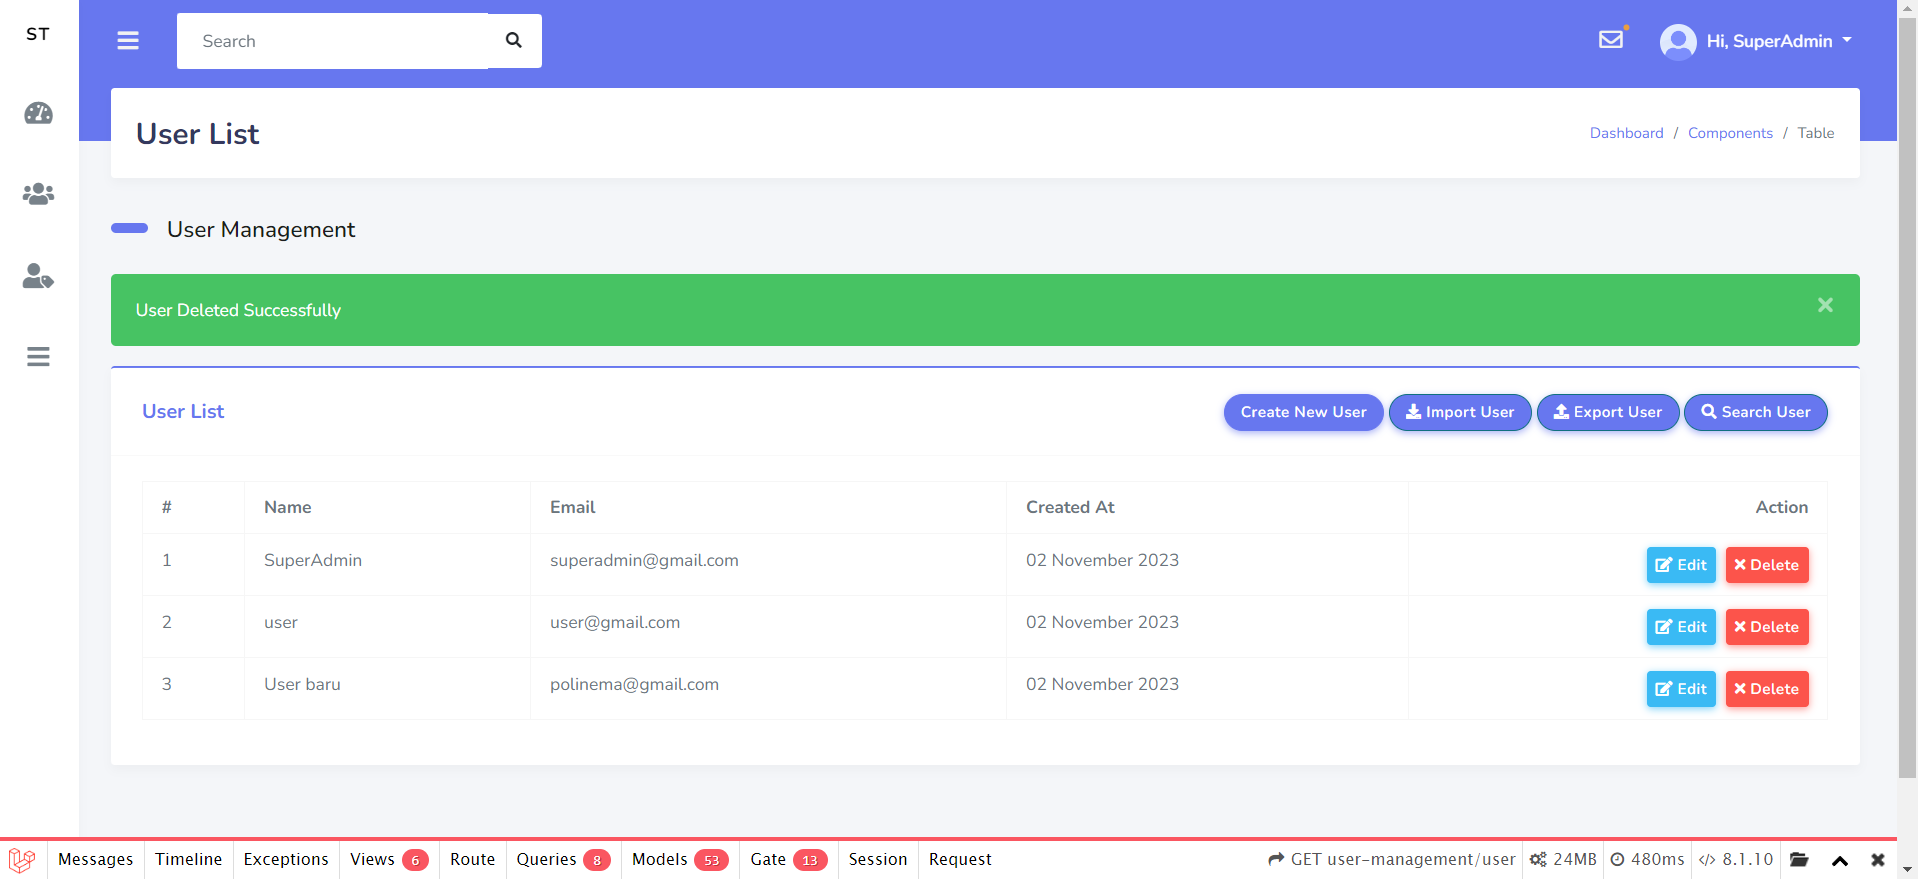 ST
Search
Hi, SuperAdmin
User List
Dashboard / Components / Table
User Management
User Deleted Successfully
User List
Create New User Import User Export User Search User
# Name Email Created At Action
1 SuperAdmin superadmin@gmail.com 02 November 2023 Edit Delete
2 user user@gmail.com 02 November 2023 Edit Delete
3 User baru polinema@gmail.com 02 November 2023 Edit Delete
Messages Timeline Exceptions Views 6 Route Queries 8 Models 53 Gate 13 Session Request GET user-management/user 24MB 480ms 8.1.10